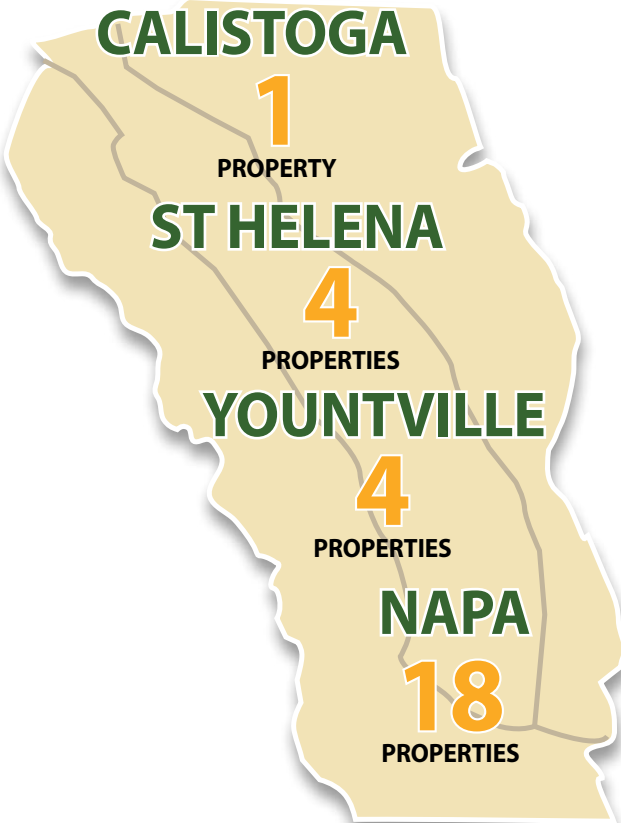 CALISTOGA
1
PROPERTY
ST HELENA
4
PROPERTIES
YOUNTVILLE
4
PROPERTIES
NAPA
18
PROPERTIES